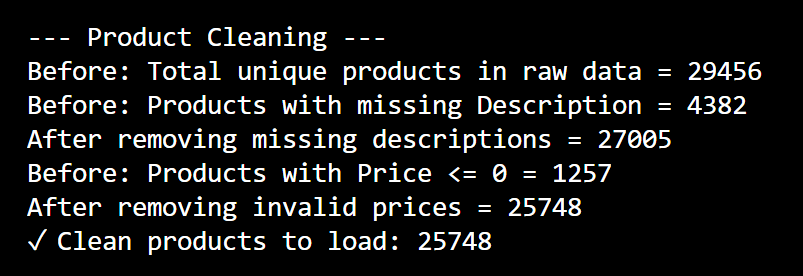 --- Product Cleaning ---
Before: Total unique products in raw data = 29456
Before: Products with missing Description = 4382
After removing missing descriptions = 27005
Before: Products with Price <= 0 = 1257
After removing invalid prices = 25748
✓ Clean products to load: 25748